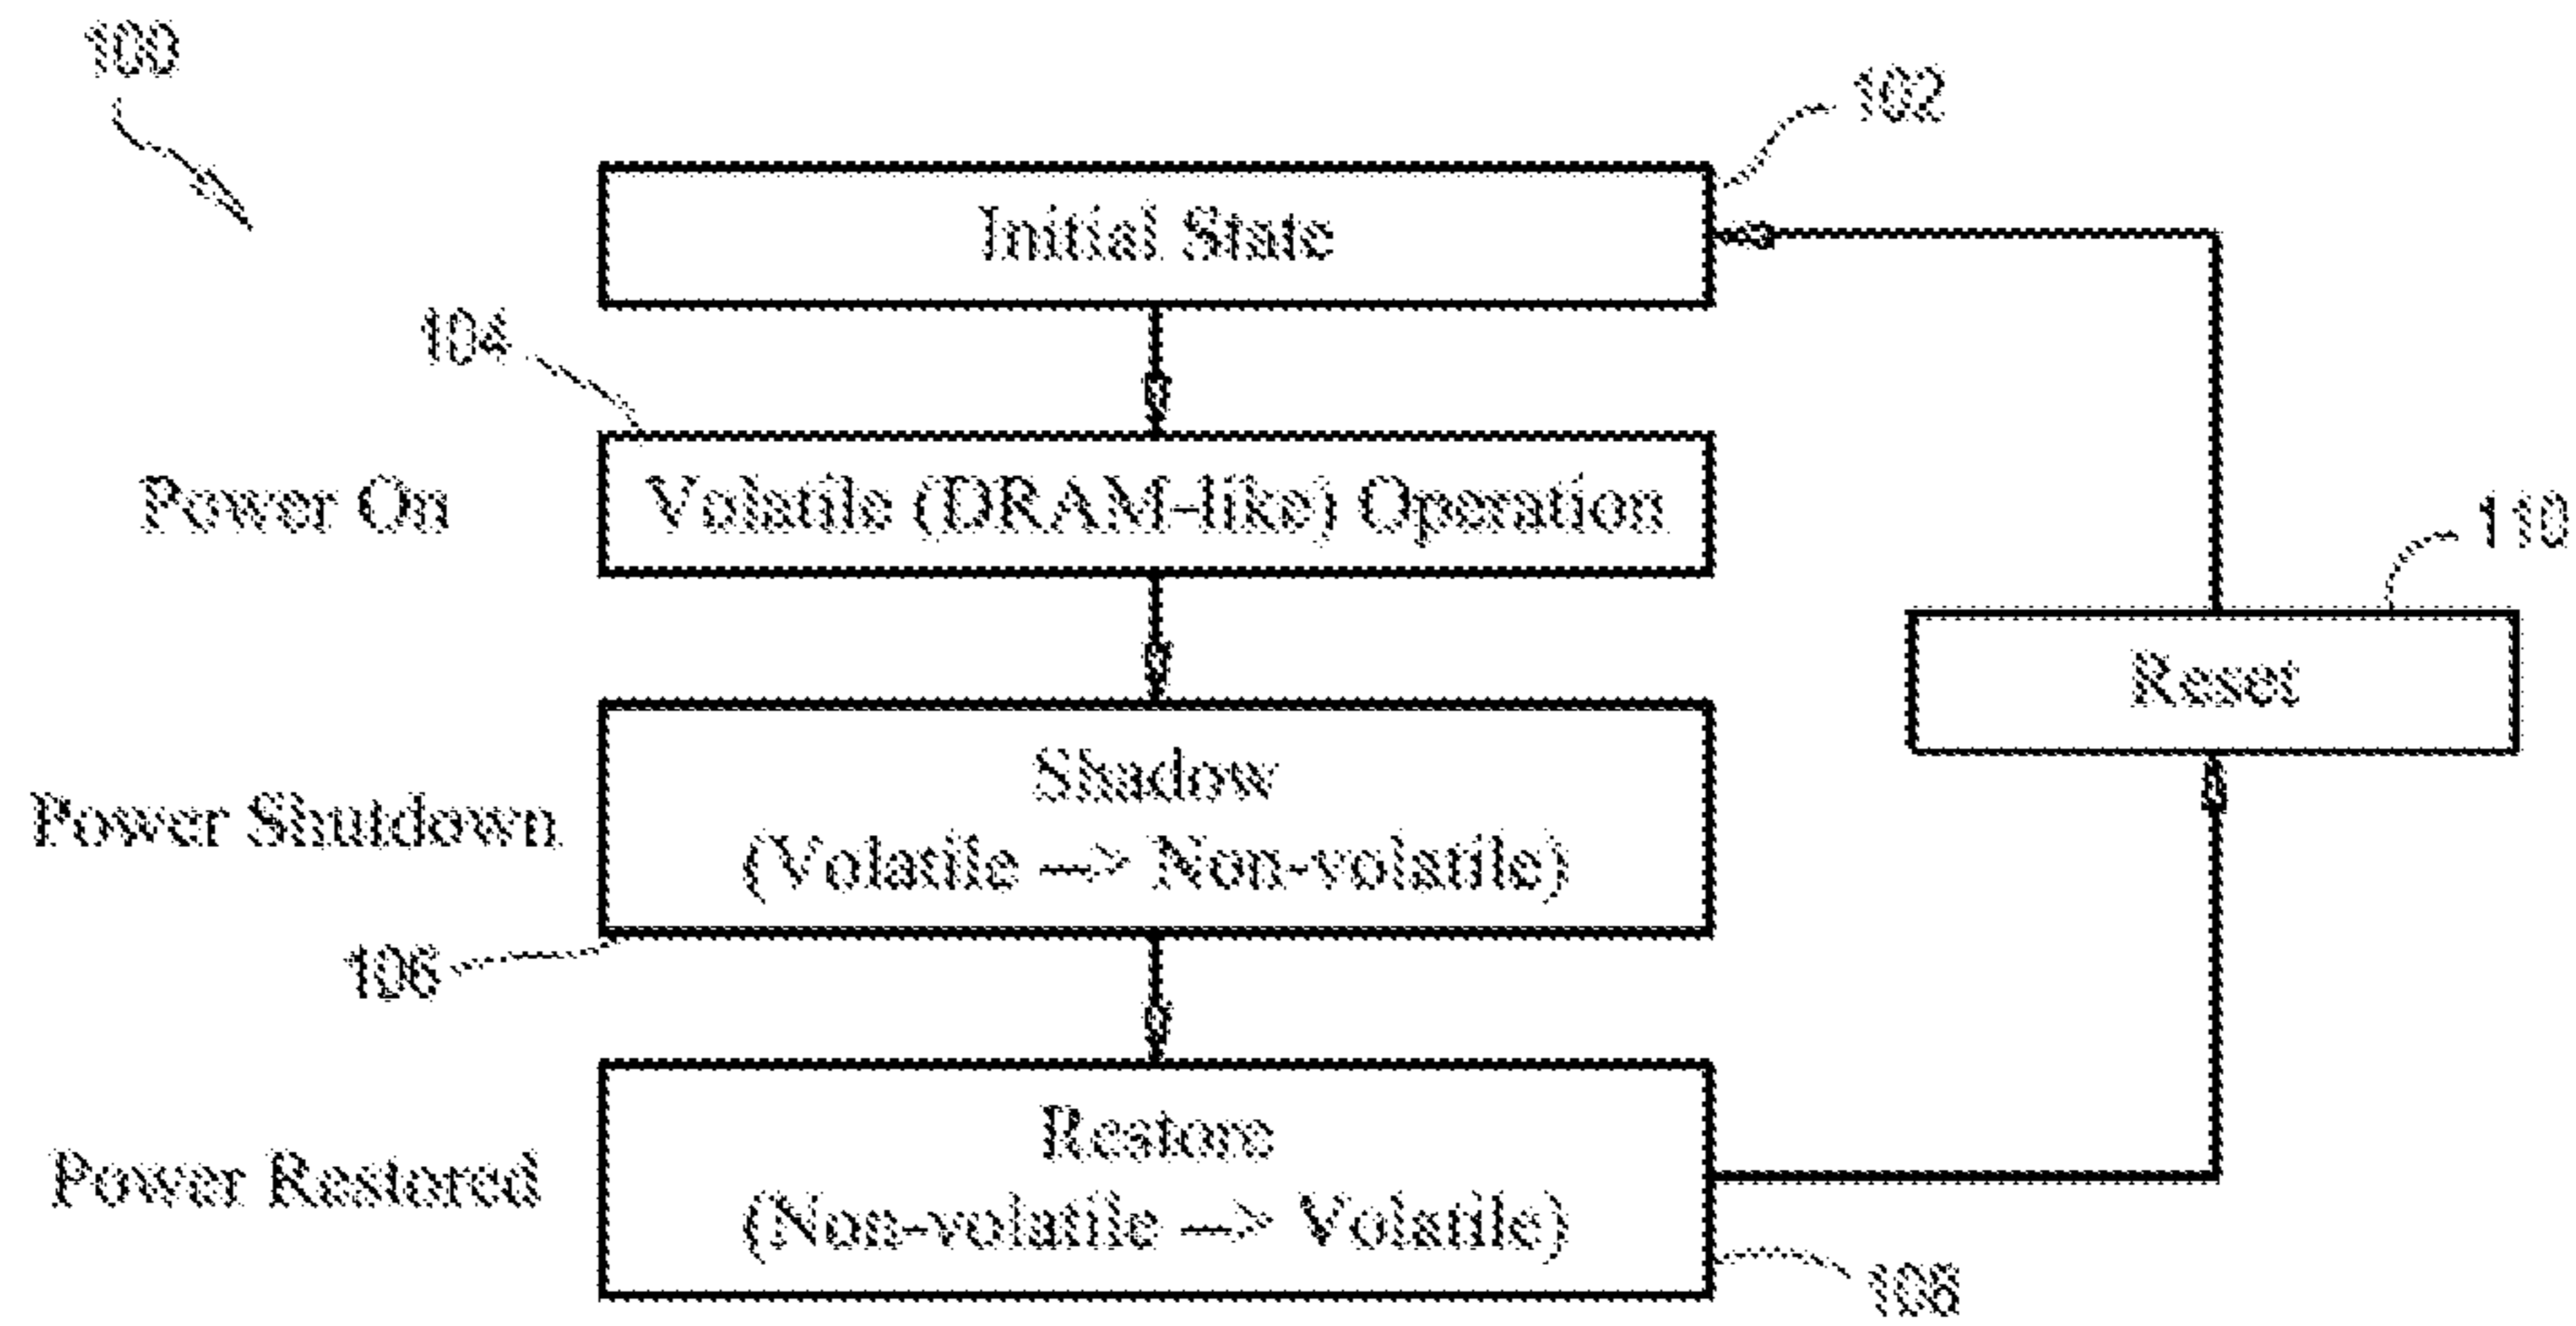 100
102
Initial State
104
Power On
Volatile (DRAM-like) Operation
110
Reset
Shadow
Power Shutdown
(Volatile --> Non-volatile)
106
Restore
Power Restored
(Non-volatile --> Volatile)
108